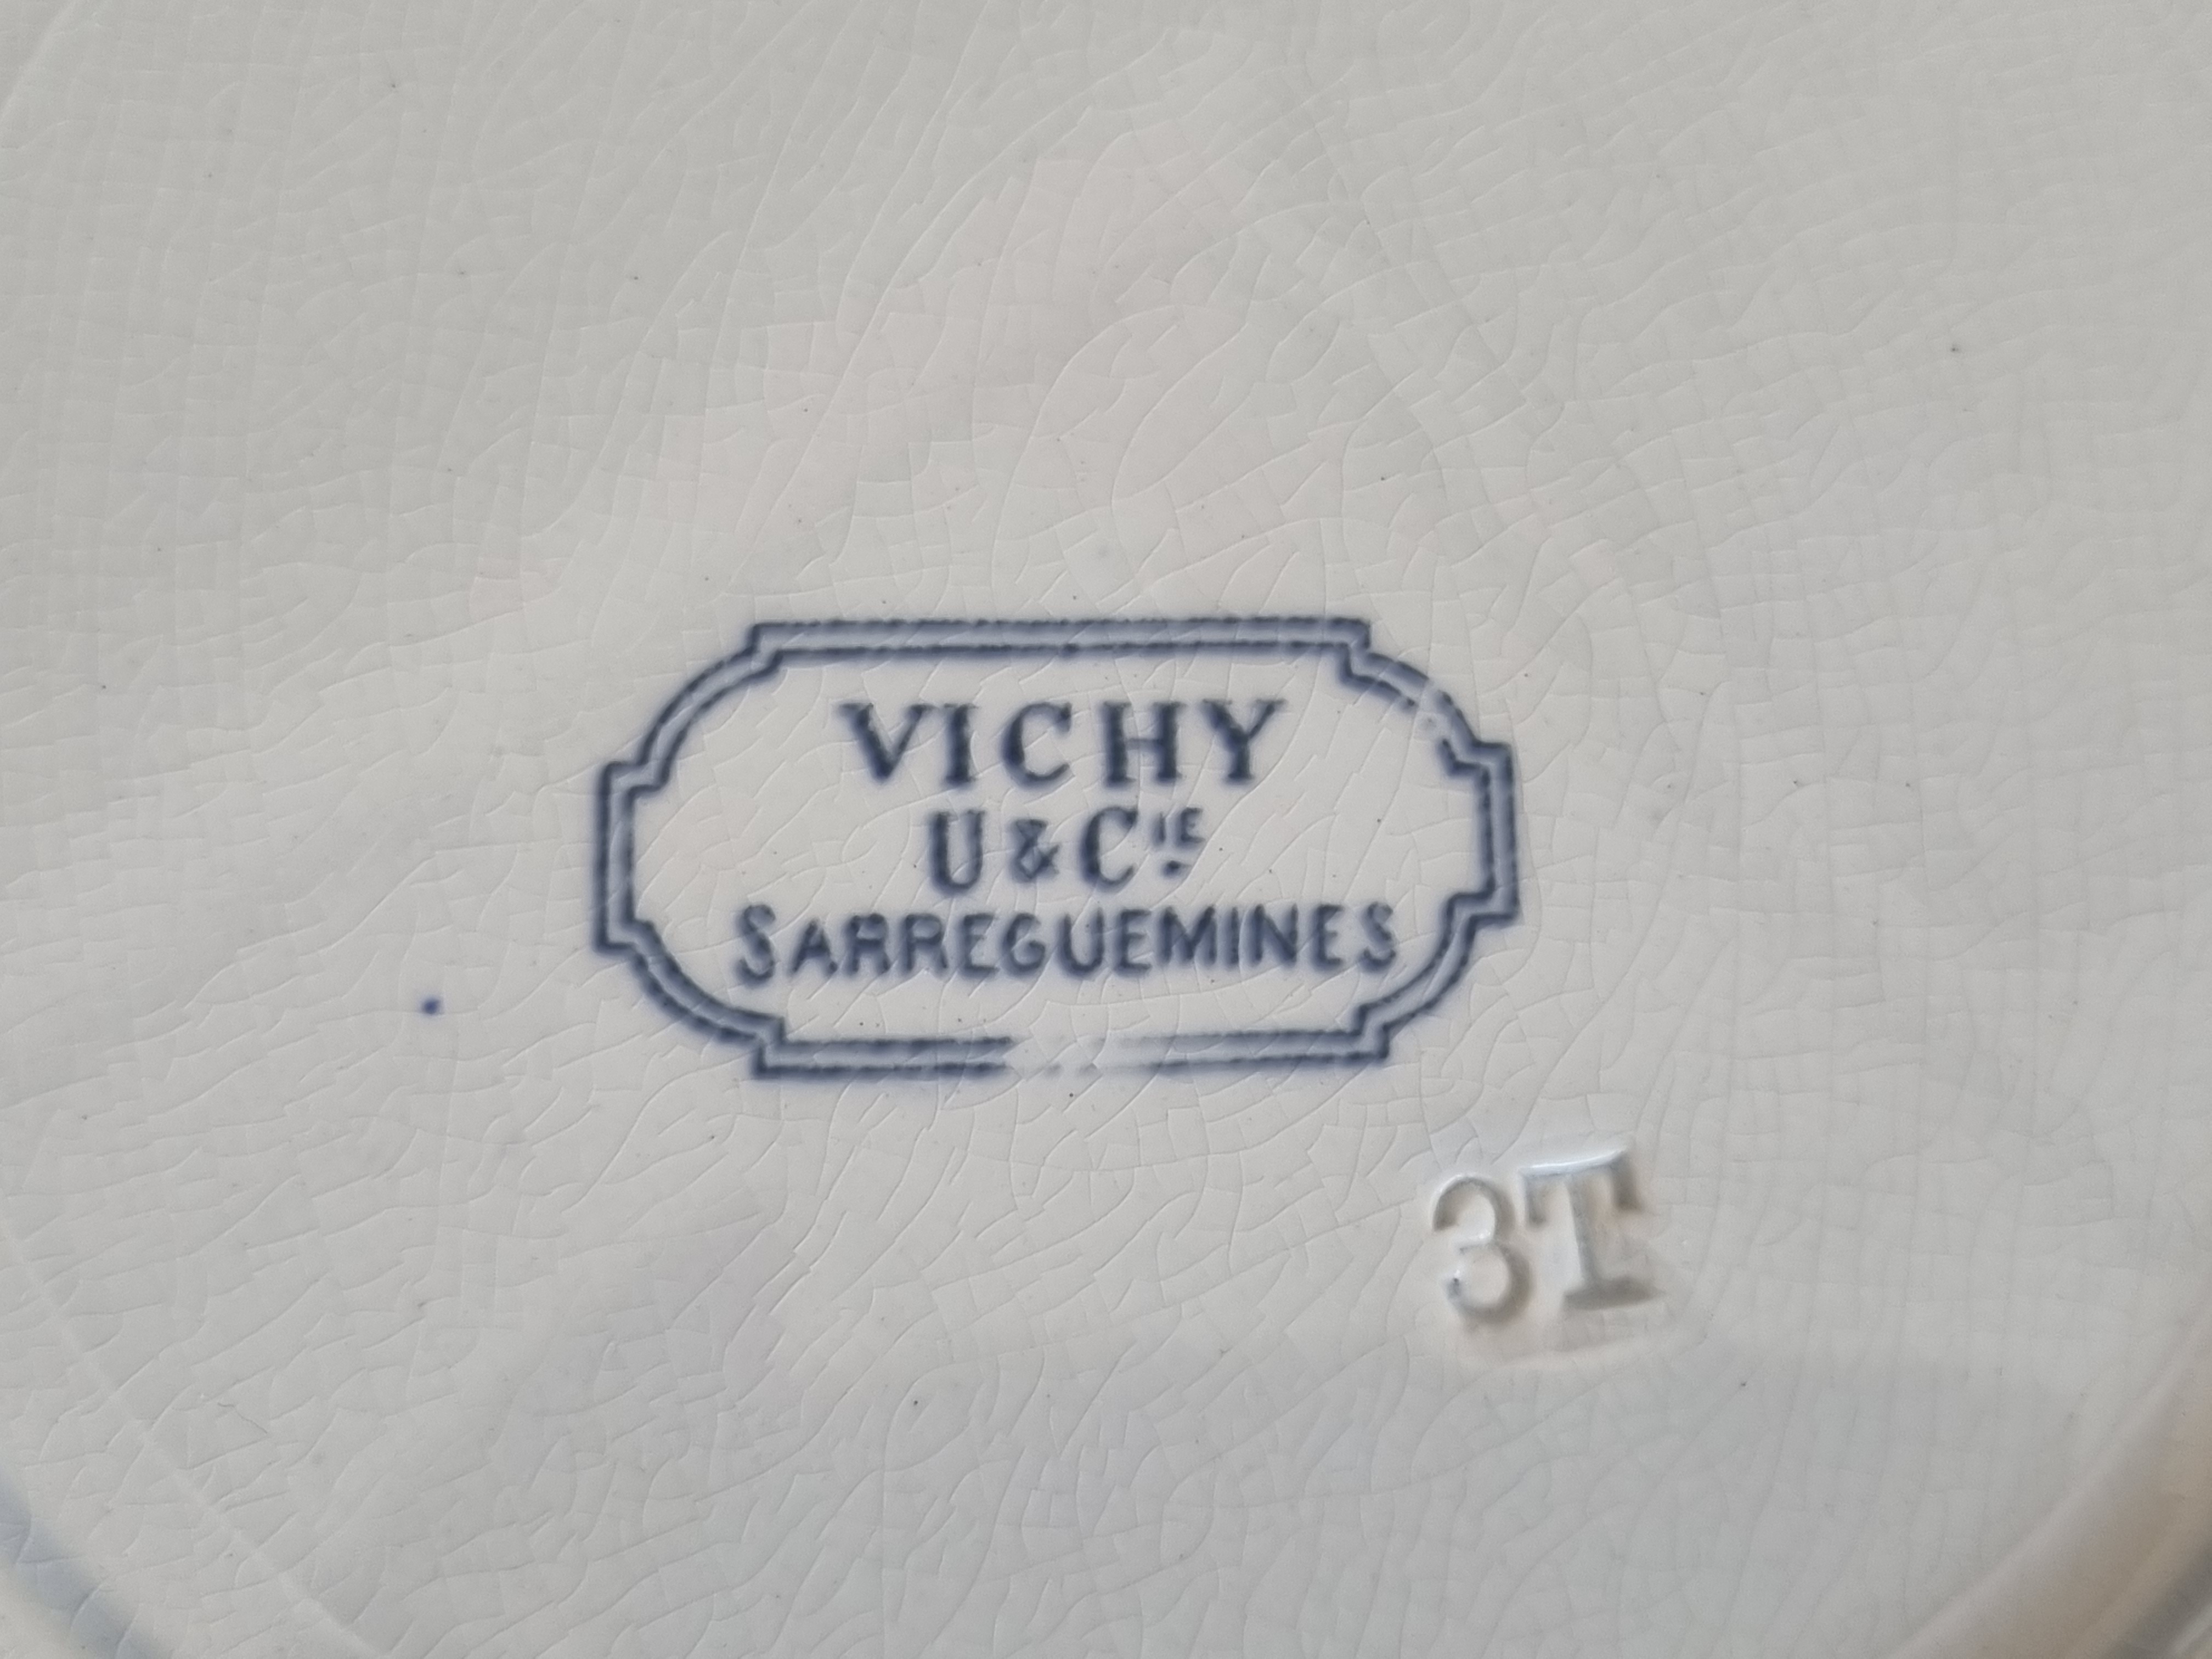 VICHY
U & CIE
SARREGUEMINES
3T